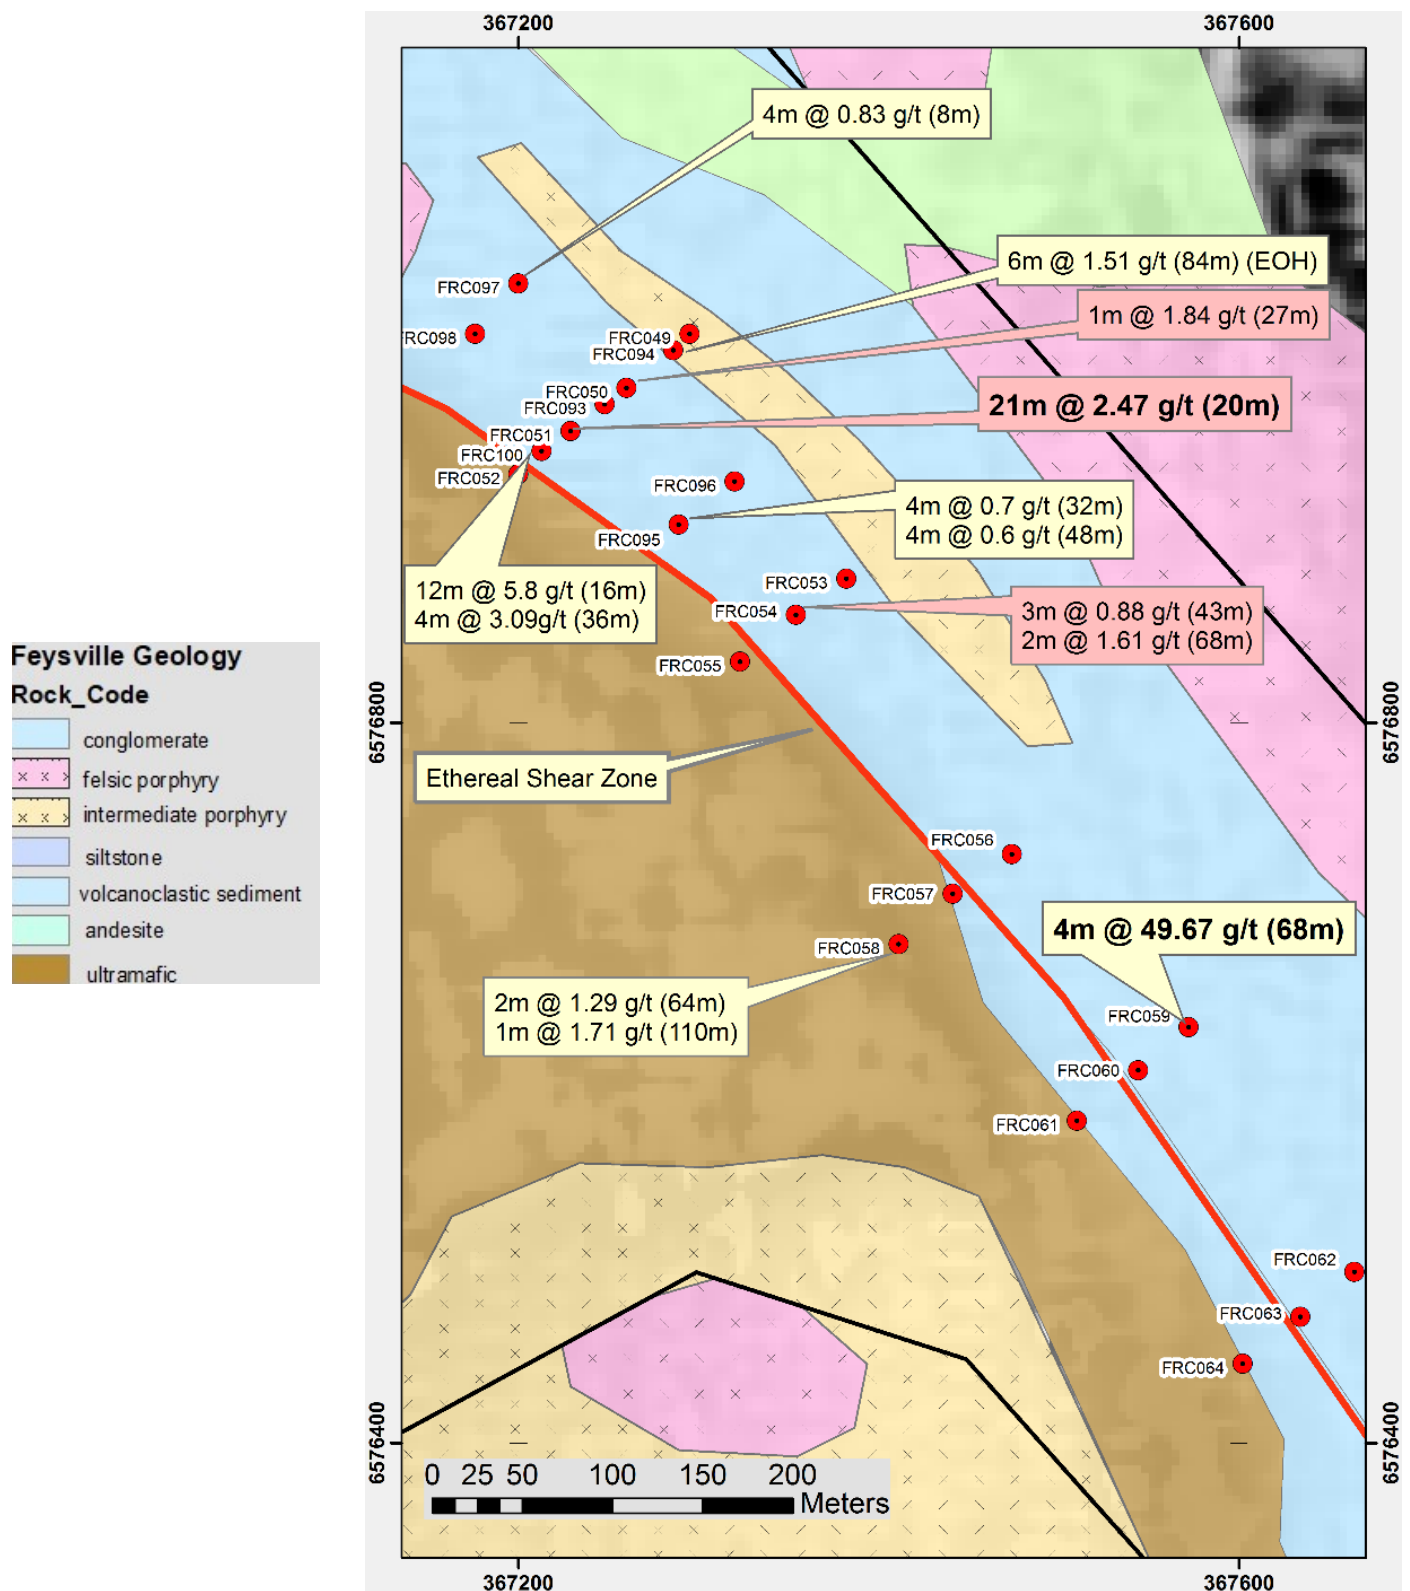 367200
367600
4m @ 0.83 g/t (8m)
6m @ 1.51 g/t (84m) (EOH)
FRC097
1m @ 1.84 g/t (27m)
FRC098
FRC049
FRC094
FRC050
FRC093
21m @ 2.47 g/t (20m)
FRC051
FRC100
FRC052
FRC096
4m @ 0.7 g/t (32m)
4m @ 0.6 g/t (48m)
FRC095
FRC053
12m @ 5.8 g/t (16m)
4m @ 3.09g/t (36m)
FRC054
3m @ 0.88 g/t (43m)
2m @ 1.61 g/t (68m)
FRC055
6576800
6576800
Ethereal Shear Zone
Feysville Geology
Rock_Code
conglomerate
felsic porphyry
intermediate porphyry
siltstone
volcanoclastic sediment
andesite
ultramafic
FRC056
FRC057
4m @ 49.67 g/t (68m)
FRC058
2m @ 1.29 g/t (64m)
1m @ 1.71 g/t (110m)
FRC059
FRC060
FRC061
FRC062
FRC063
FRC064
6576400
6576400
0 25 50 100 150 200
Meters
367200
367600